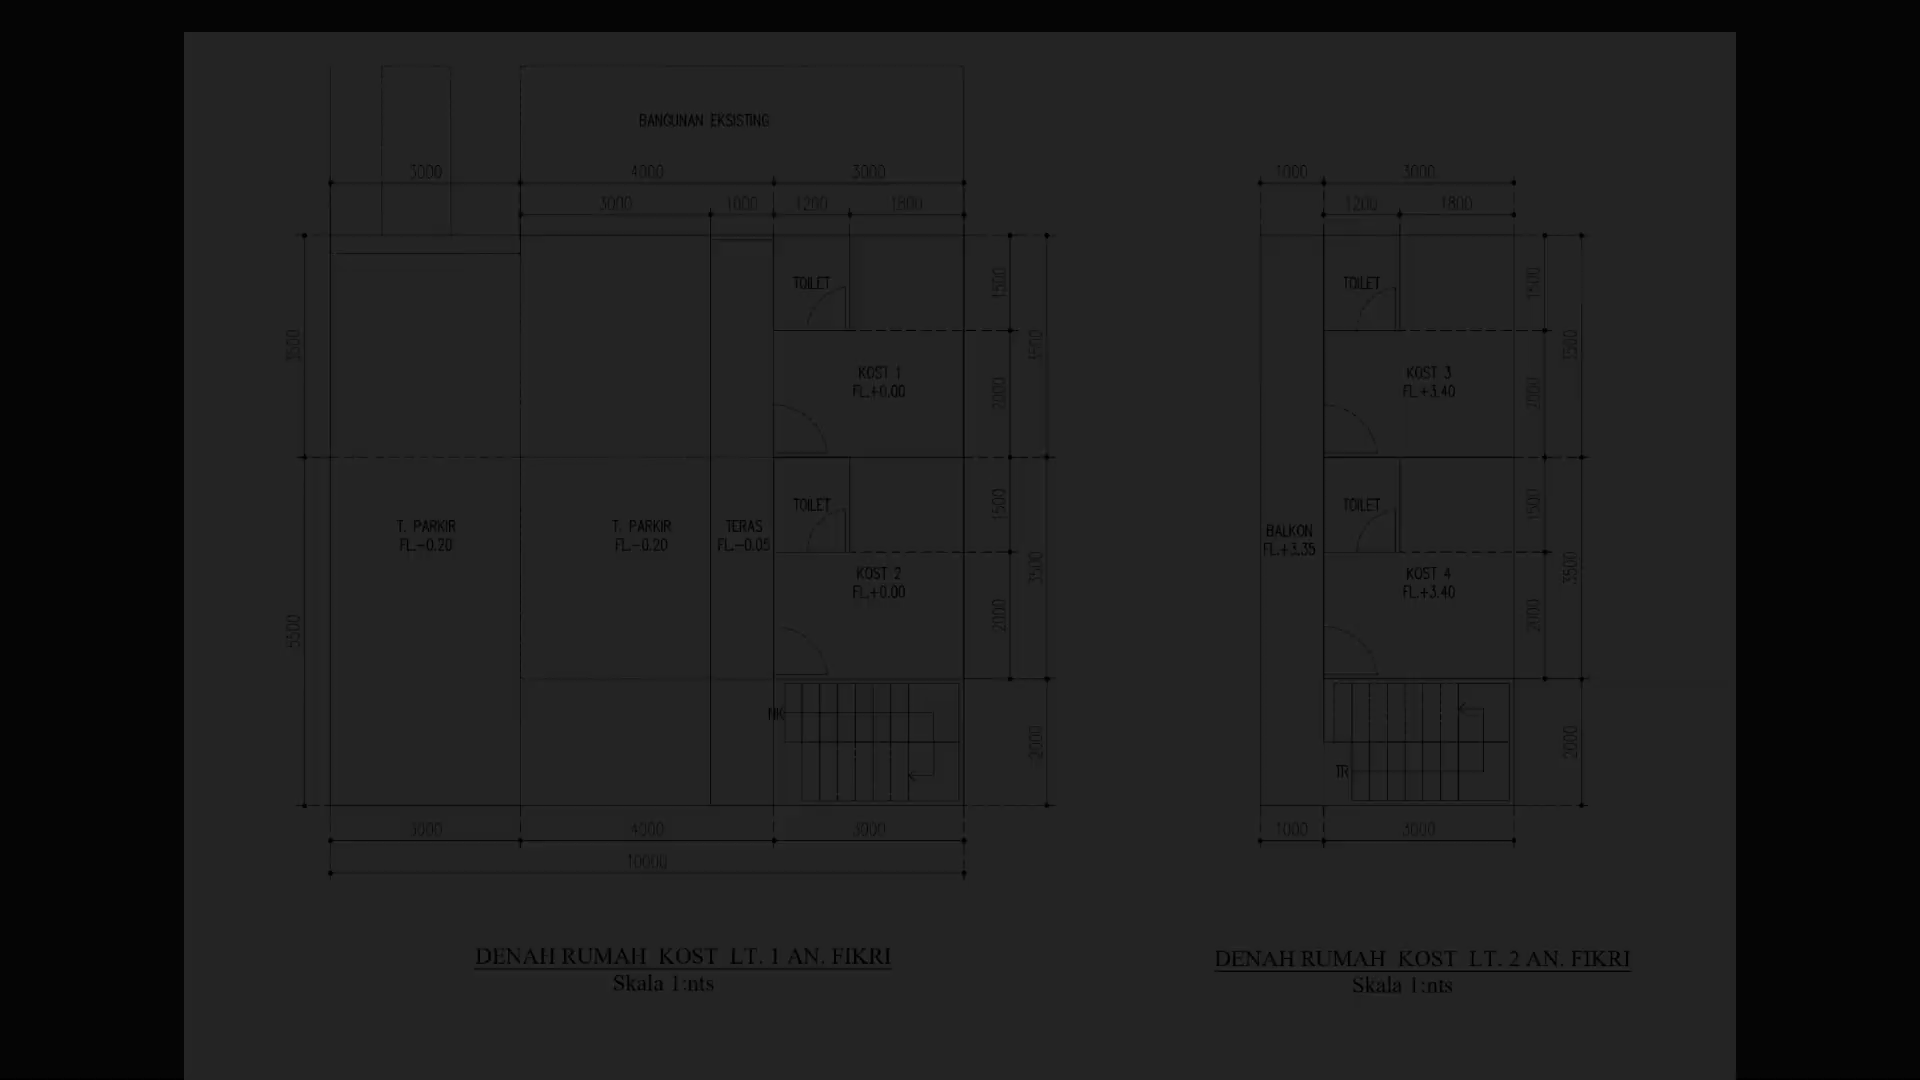 BANGUNAN EKSISTING
3000
4000
3000
1000
3000
3000
1000
1200
1800
1200
1800
TOILET
TOILET
1500
1500
3500
3500
3500
KOST 1
FL.+0.00
KOST 3
FL.+3.40
2000
2000
TOILET
TOILET
1500
1500
T. PARKIR
FL.-0.20
T. PARKIR
FL.-0.20
TERAS
FL.-0.05
BALKON
FL.+3.35
KOST 2
FL.+0.00
KOST 4
FL.+3.40
3500
3500
5500
2000
2000
NK
TR
2000
2000
3000
4000
3000
1000
3000
10000
DENAH RUMAH KOST LT. 1 AN. FIKRI
Skala 1:nts
DENAH RUMAH KOST LT. 2 AN. FIKRI
Skala 1:nts